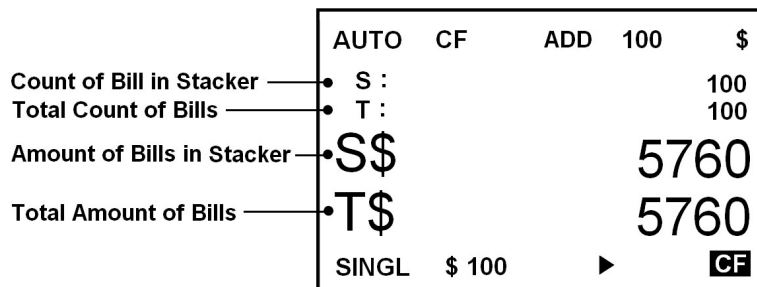 AUTO CF ADD 100 $
Count of Bill in Stacker S : 100
Total Count of Bills T : 100
Amount of Bills in Stacker S$ 5760
Total Amount of Bills T$ 5760
SINGL $ 100 ▶ CF